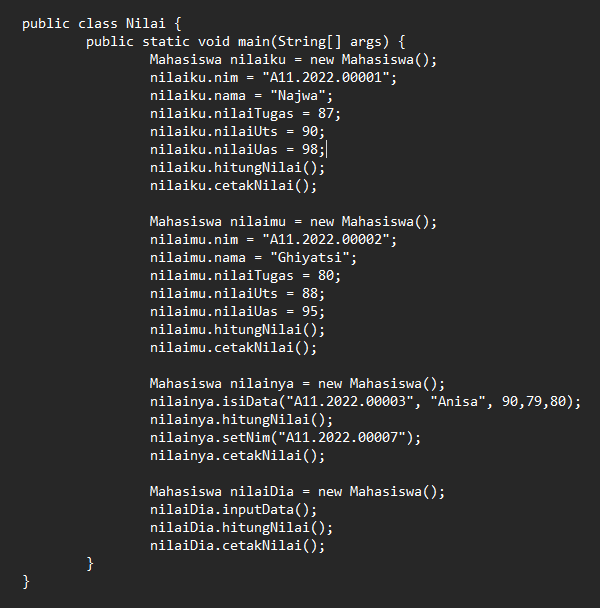 public class Nilai {
public static void main(String[] args) {
Mahasiswa nilaiku = new Mahasiswa();
nilaiku.nim = "A11.2022.00001";
nilaiku.nama = "Najwa";
nilaiku.nilaiTugas = 87;
nilaiku.nilaiUts = 90;
nilaiku.nilaiUas = 98;
nilaiku.hitungNilai();
nilaiku.cetakNilai();
Mahasiswa nilaimu = new Mahasiswa();
nilaimu.nim = "A11.2022.00002";
nilaimu.nama = "Ghiyatsi";
nilaimu.nilaiTugas = 80;
nilaimu.nilaiUts = 88;
nilaimu.nilaiUas = 95;
nilaimu.hitungNilai();
nilaimu.cetakNilai();
Mahasiswa nilainya = new Mahasiswa();
nilainya.isiData("A11.2022.00003", "Anisa", 90,79,80);
nilainya.hitungNilai();
nilainya.setNim("A11.2022.00007");
nilainya.cetakNilai();
Mahasiswa nilaiDia = new Mahasiswa();
nilaiDia.inputData();
nilaiDia.hitungNilai();
nilaiDia.cetakNilai();
}
}